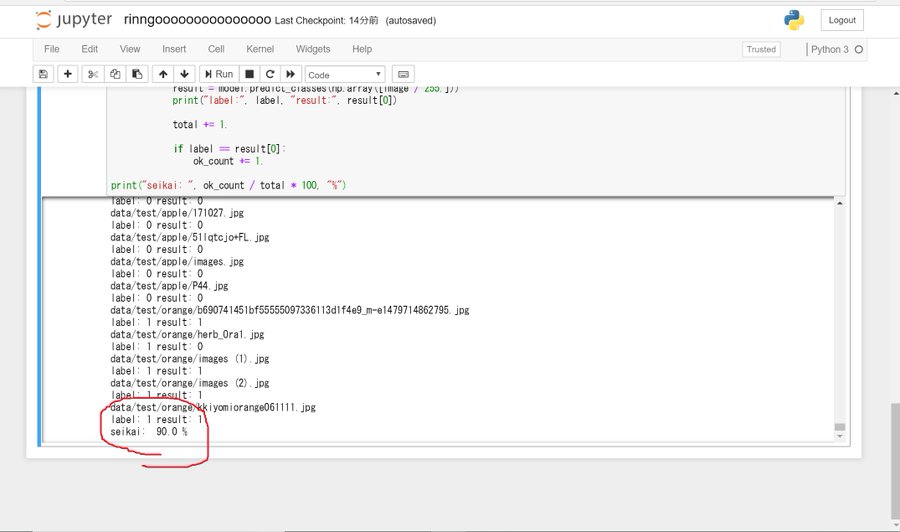 jupyter rinngooooooooooooooo Last Checkpoint: 14分前 (autosaved) Logout
File Edit View Insert Cell Kernel Widgets Help Trusted Python 3
Run Code
result = model.predict_classes(np.array([image / 255.]))
print("label:", label, "result:", result[0])
total += 1.
if label == result[0]:
ok_count += 1.
print("seikai: ", ok_count / total * 100, "%")
label: 0 result: 0
data/test/apple/171027.jpg
label: 0 result: 0
data/test/apple/51lqtcjo+FL.jpg
label: 0 result: 0
data/test/apple/images.jpg
label: 0 result: 0
data/test/apple/P44.jpg
label: 0 result: 0
data/test/orange/b690741451bf55555097336113d1f4e9_m-e1479714862795.jpg
label: 1 result: 1
data/test/orange/herb_Ora1.jpg
label: 1 result: 0
data/test/orange/images (1).jpg
label: 1 result: 1
data/test/orange/images (2).jpg
label: 1 result: 1
data/test/orange/kkiyomiorange061111.jpg
label: 1 result: 1
seikai: 90.0 %